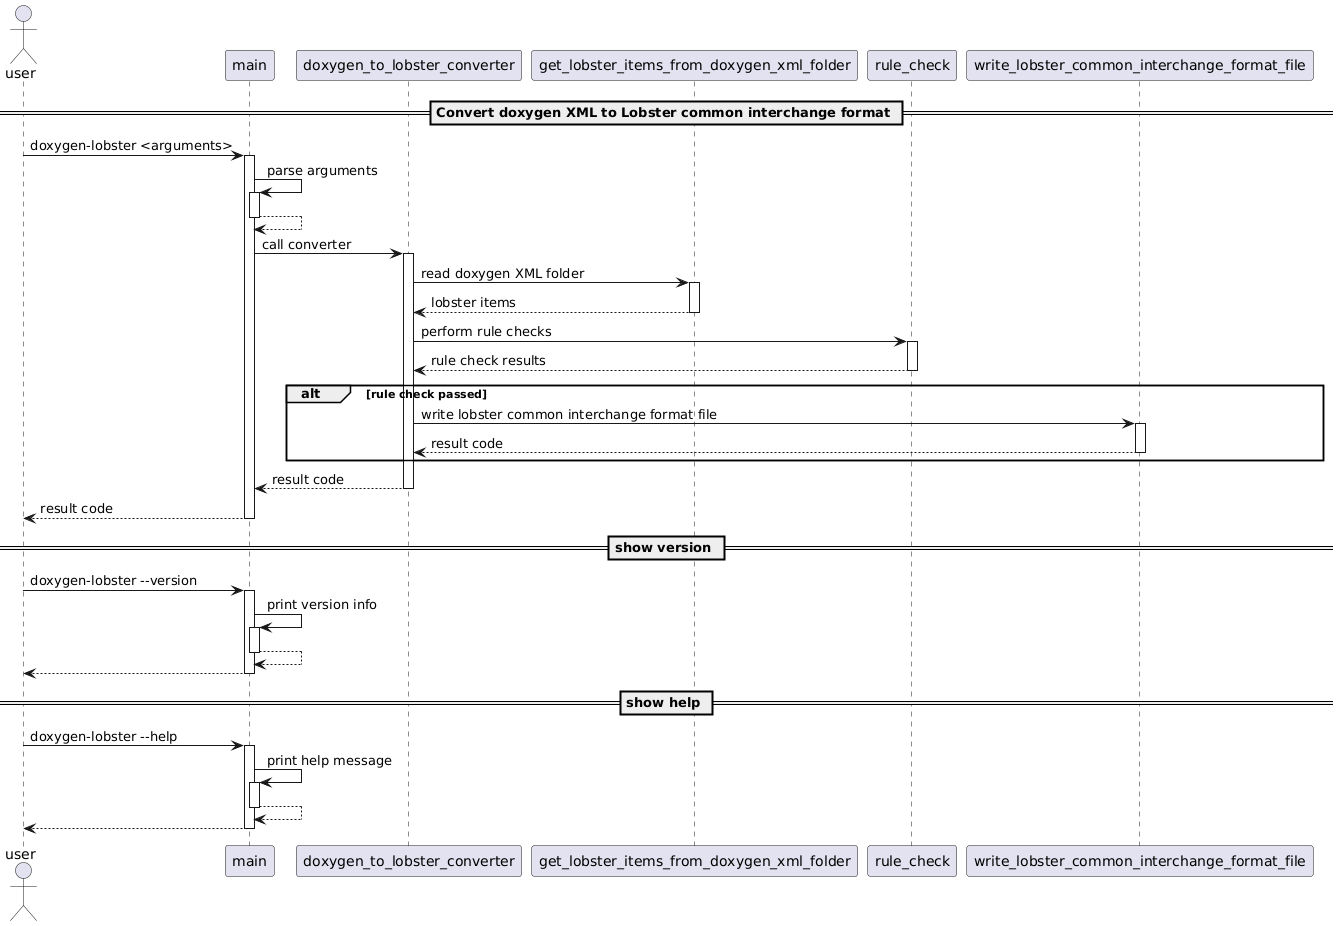 user
main
doxygen_to_lobster_converter
get_lobster_items_from_doxygen_xml_folder
rule_check
write_lobster_common_interchange_format_file
Convert doxygen XML to Lobster common interchange format
doxygen-lobster <arguments>
parse arguments
call converter
read doxygen XML folder
lobster items
perform rule checks
rule check results
alt
[rule check passed]
write lobster common interchange format file
result code
result code
result code
show version
doxygen-lobster --version
print version info
show help
doxygen-lobster --help
print help message
user
main
doxygen_to_lobster_converter
get_lobster_items_from_doxygen_xml_folder
rule_check
write_lobster_common_interchange_format_file